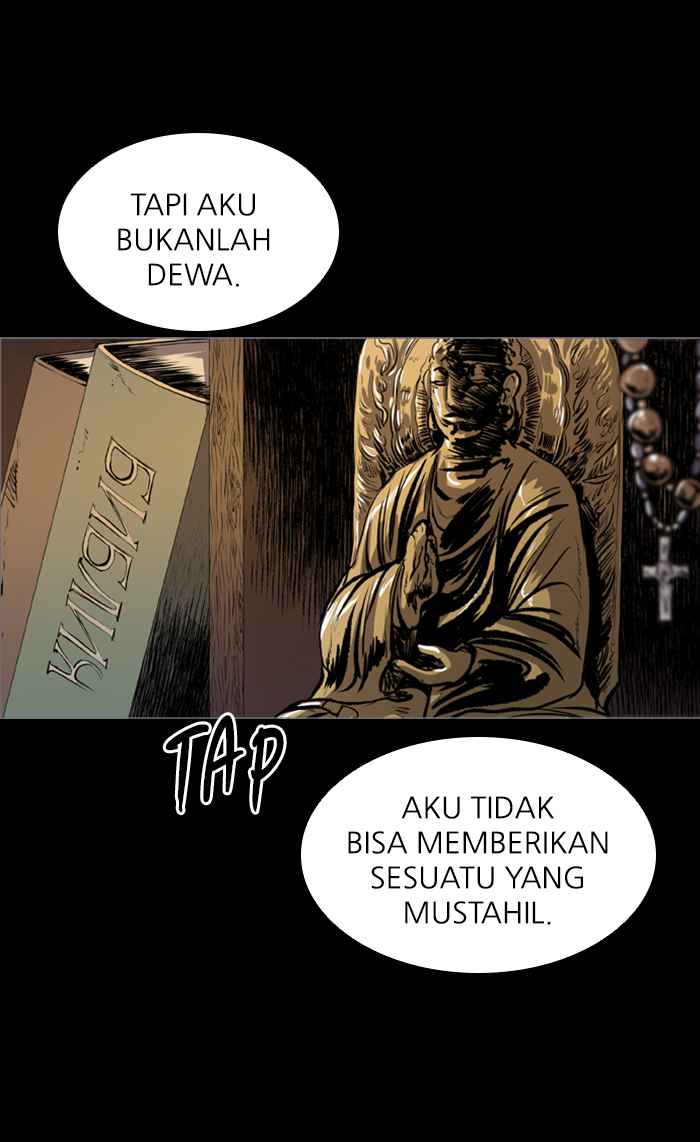 TAPI AKU
BUKANLAH
DEWA.
БИБЛИЯ
TAP
AKU TIDAK
BISA MEMBERIKAN
SESUATU YANG
MUSTAHIL.